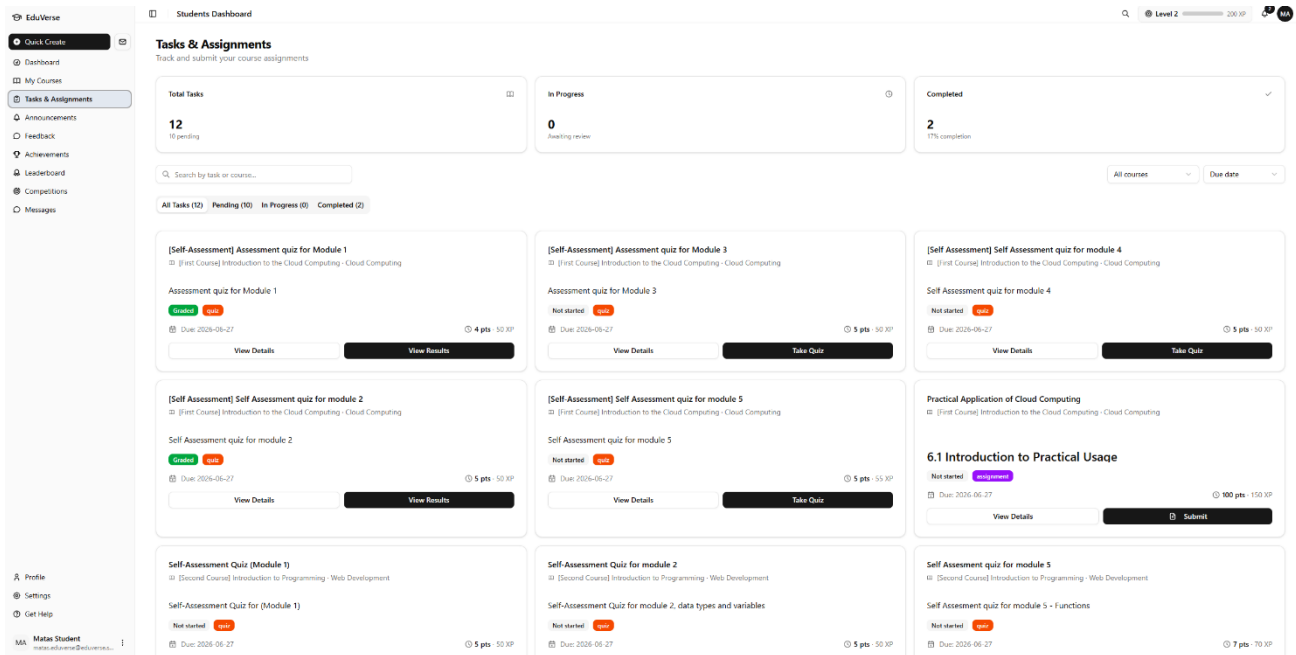 EduVerse
Students Dashboard
Level 2
200 XP
2
MA
Quick Create
Dashboard
My Courses
Tasks & Assignments
Announcements
Feedback
Achievements
Leaderboard
Competitions
Messages
Tasks & Assignments
Track and submit your course assignments
Total Tasks
12
10 pending
In Progress
0
Awaiting review
Completed
2
17% completion
Search by task or course...
All courses
Due date
All Tasks (12) Pending (10) In Progress (0) Completed (2)
[Self-Assessment] Assessment quiz for Module 1
[First Course] Introduction to the Cloud Computing - Cloud Computing
Assessment quiz for Module 1
Graded quiz
Due: 2026-06-27
4 pts · 50 XP
View Details
View Results
[Self-Assessment] Assessment quiz for Module 3
[First Course] Introduction to the Cloud Computing - Cloud Computing
Assessment quiz for Module 3
Not started quiz
Due: 2026-06-27
5 pts · 50 XP
View Details
Take Quiz
[Self Assessment] Self Assessment quiz for module 4
[First Course] Introduction to the Cloud Computing - Cloud Computing
Self Assessment quiz for module 4
Not started quiz
Due: 2026-06-27
5 pts · 50 XP
View Details
Take Quiz
[Self Assessment] Self Assessment quiz for module 2
[First Course] Introduction to the Cloud Computing - Cloud Computing
Self Assessment quiz for module 2
Graded quiz
Due: 2026-06-27
5 pts · 50 XP
View Details
View Results
[Self-Assessment] Self Assessment quiz for module 5
[First Course] Introduction to the Cloud Computing - Cloud Computing
Self Assessment quiz for module 5
Not started quiz
Due: 2026-06-27
5 pts · 55 XP
View Details
Take Quiz
Practical Application of Cloud Computing
[First Course] Introduction to the Cloud Computing - Cloud Computing
6.1 Introduction to Practical Usage
Not started assignment
Due: 2026-06-27
100 pts · 150 XP
View Details
Submit
Self-Assessment Quiz (Module 1)
[Second Course] Introduction to Programming - Web Development
Self-Assessment Quiz for (Module 1)
Not started quiz
Due: 2026-06-27
5 pts · 50 XP
Self-Assessment Quiz for module 2
[Second Course] Introduction to Programming - Web Development
Self-Assessment Quiz for module 2, data types and variables
Not started quiz
Due: 2026-06-27
5 pts · 50 XP
Self Assesment quiz for module 5
[Second Course] Introduction to Programming - Web Development
Self Assesment quiz for module 5 - Functions
Not started quiz
Due: 2026-06-27
7 pts · 70 XP
Profile
Settings
Get Help
MA
Matas Student
matas.eduverse@eduverse.o...